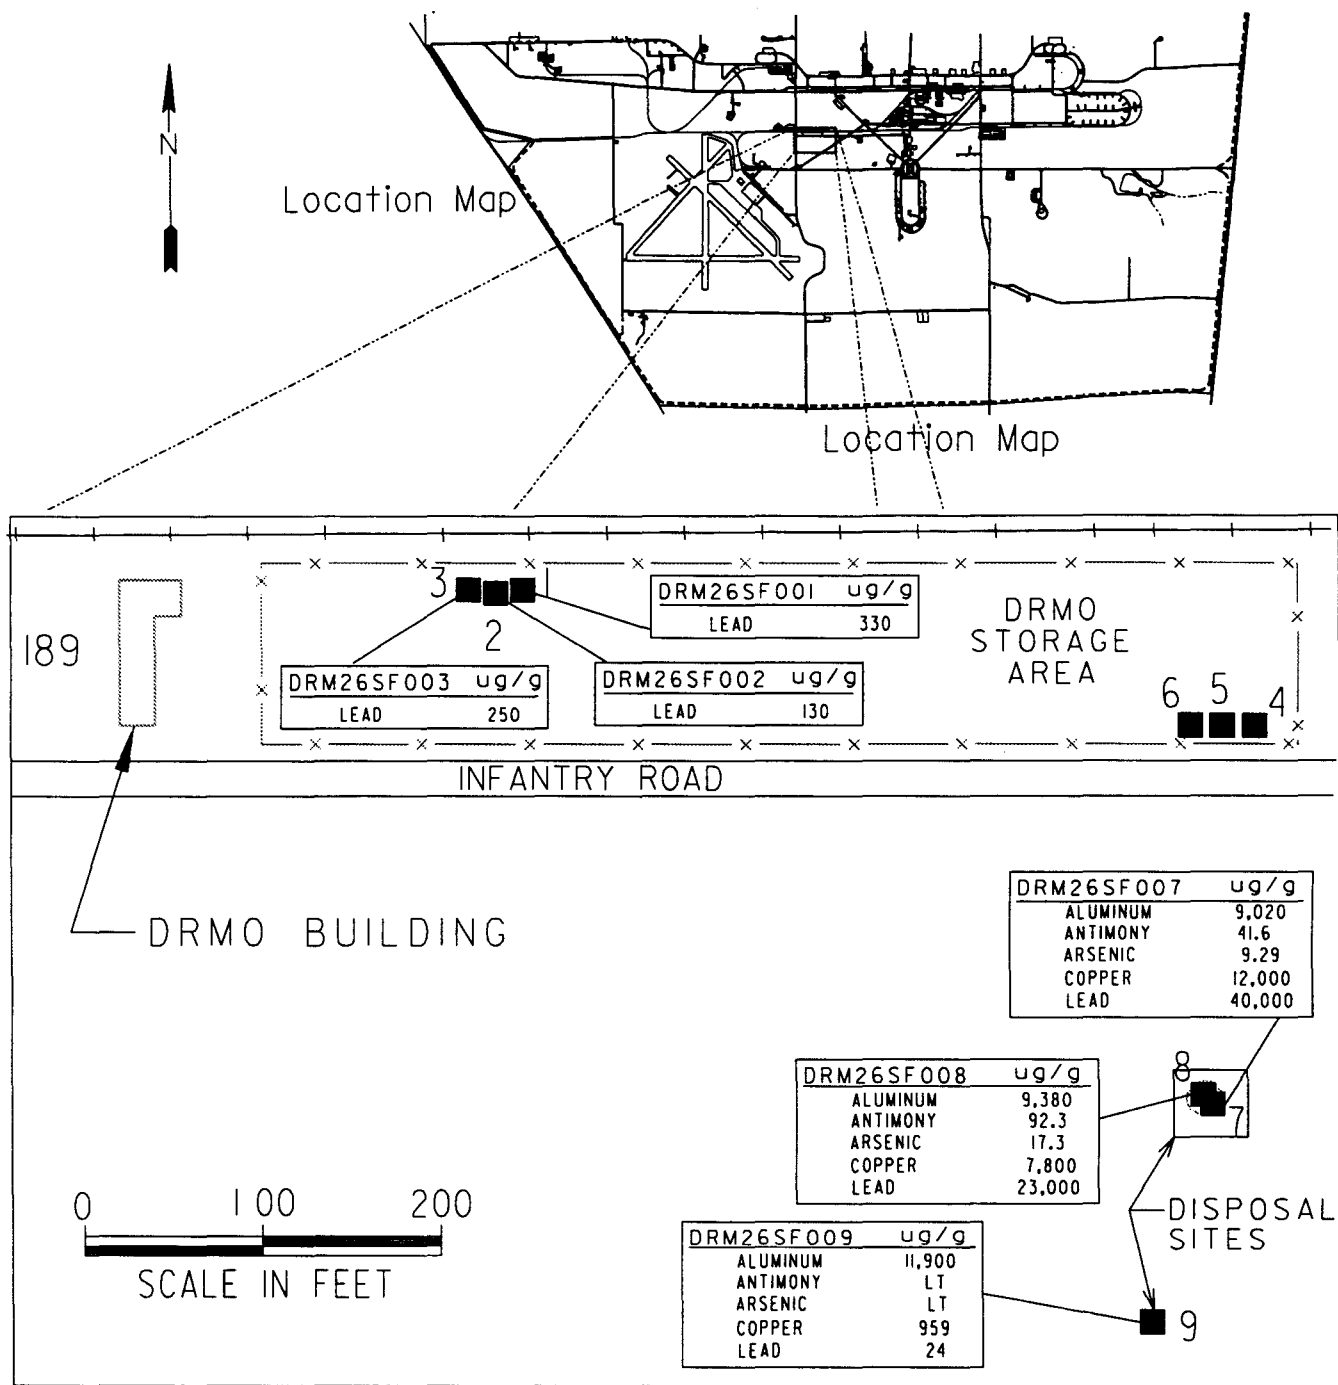 N
Location Map
Location Map
3
2
1
DRM26SF001 ug/g
LEAD 330
DRMO
STORAGE
AREA
189
DRM26SF003 ug/g
LEAD 250
DRM26SF002 ug/g
LEAD 130
6 5 4
INFANTRY ROAD
DRMO BUILDING
DRM26SF007 ug/g
ALUMINUM 9,020
ANTIMONY 41.6
ARSENIC 9.29
COPPER 12,000
LEAD 40,000
8
7
DRM26SF008 ug/g
ALUMINUM 9,380
ANTIMONY 92.3
ARSENIC 17.3
COPPER 7,800
LEAD 23,000
0 100 200
SCALE IN FEET
DISPOSAL
SITES
DRM26SF009 ug/g
ALUMINUM 11,900
ANTIMONY LT
ARSENIC LT
COPPER 959
LEAD 24
9